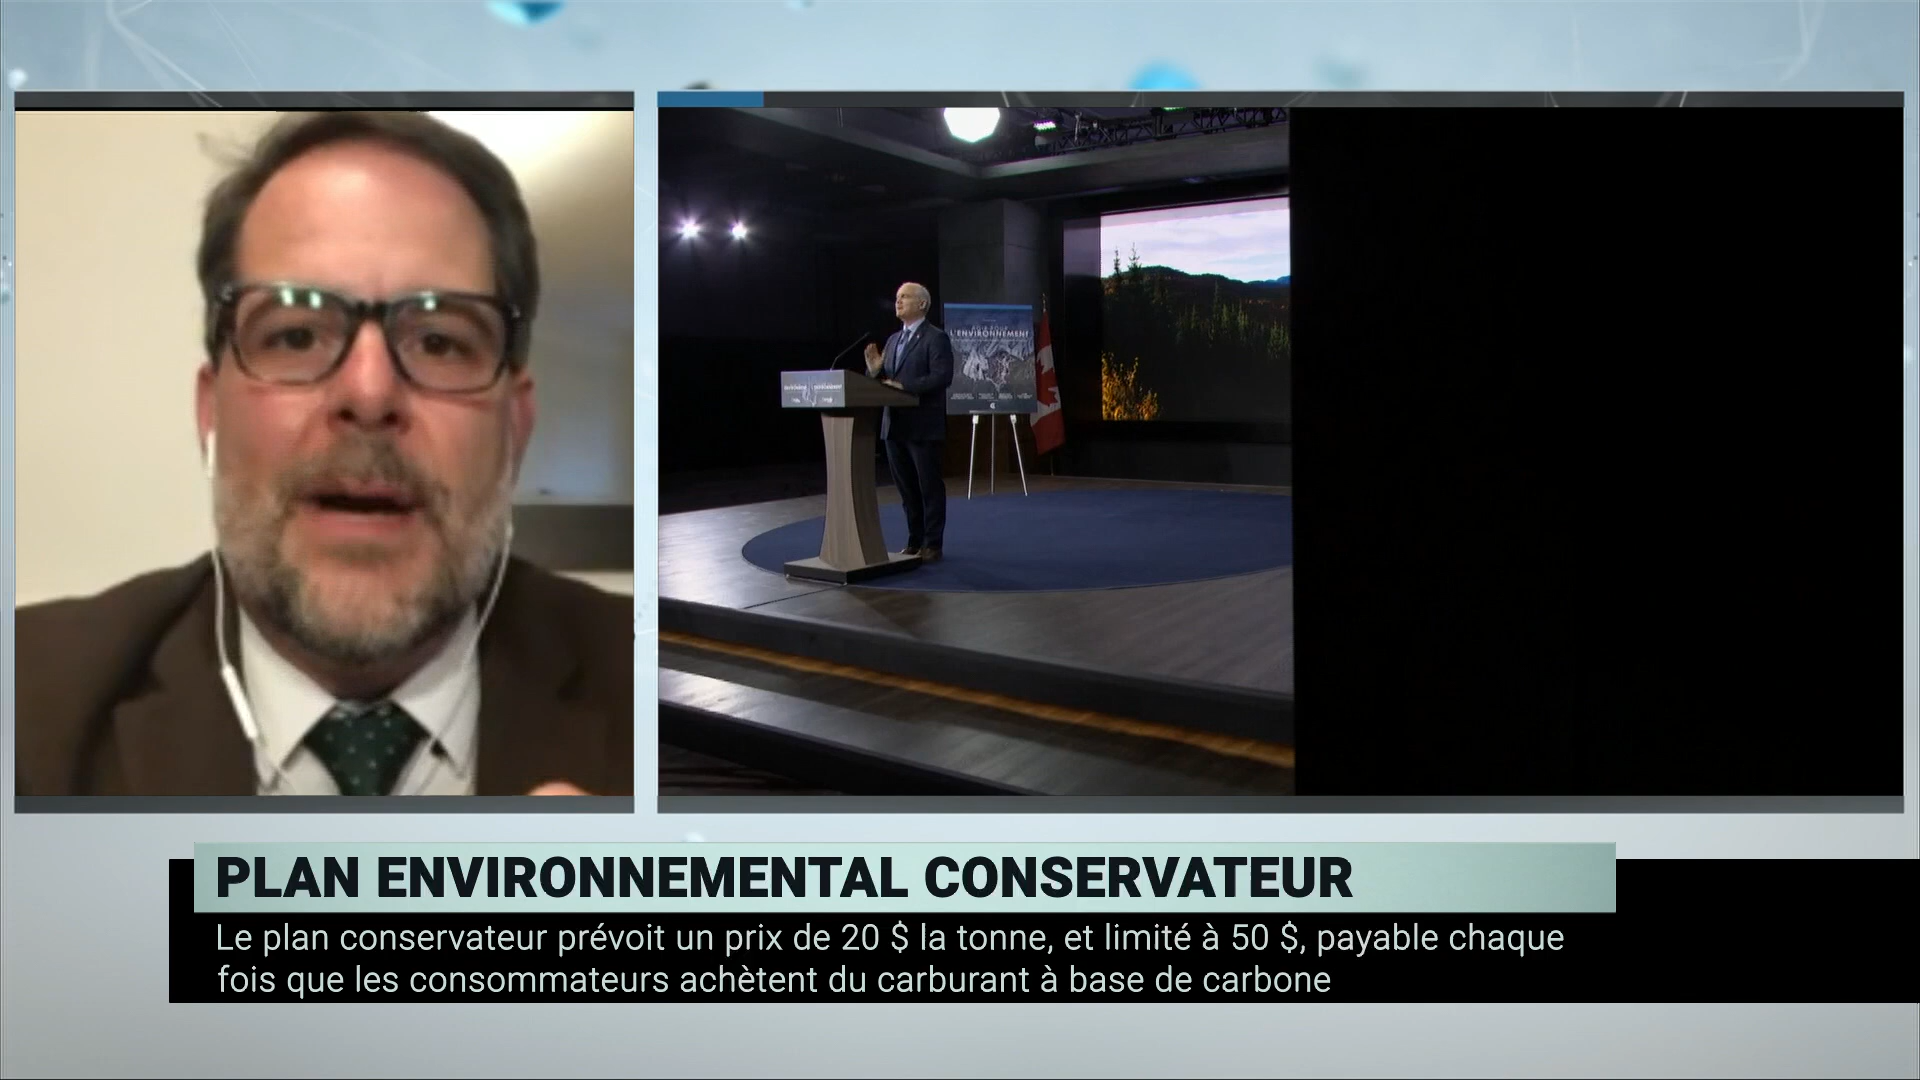 L'ENVIRONNEMENT
PLAN ENVIRONNEMENTAL CONSERVATEUR
Le plan conservateur prévoit un prix de 20 $ la tonne, et limité à 50 $, payable chaque
fois que les consommateurs achètent du carburant à base de carbone